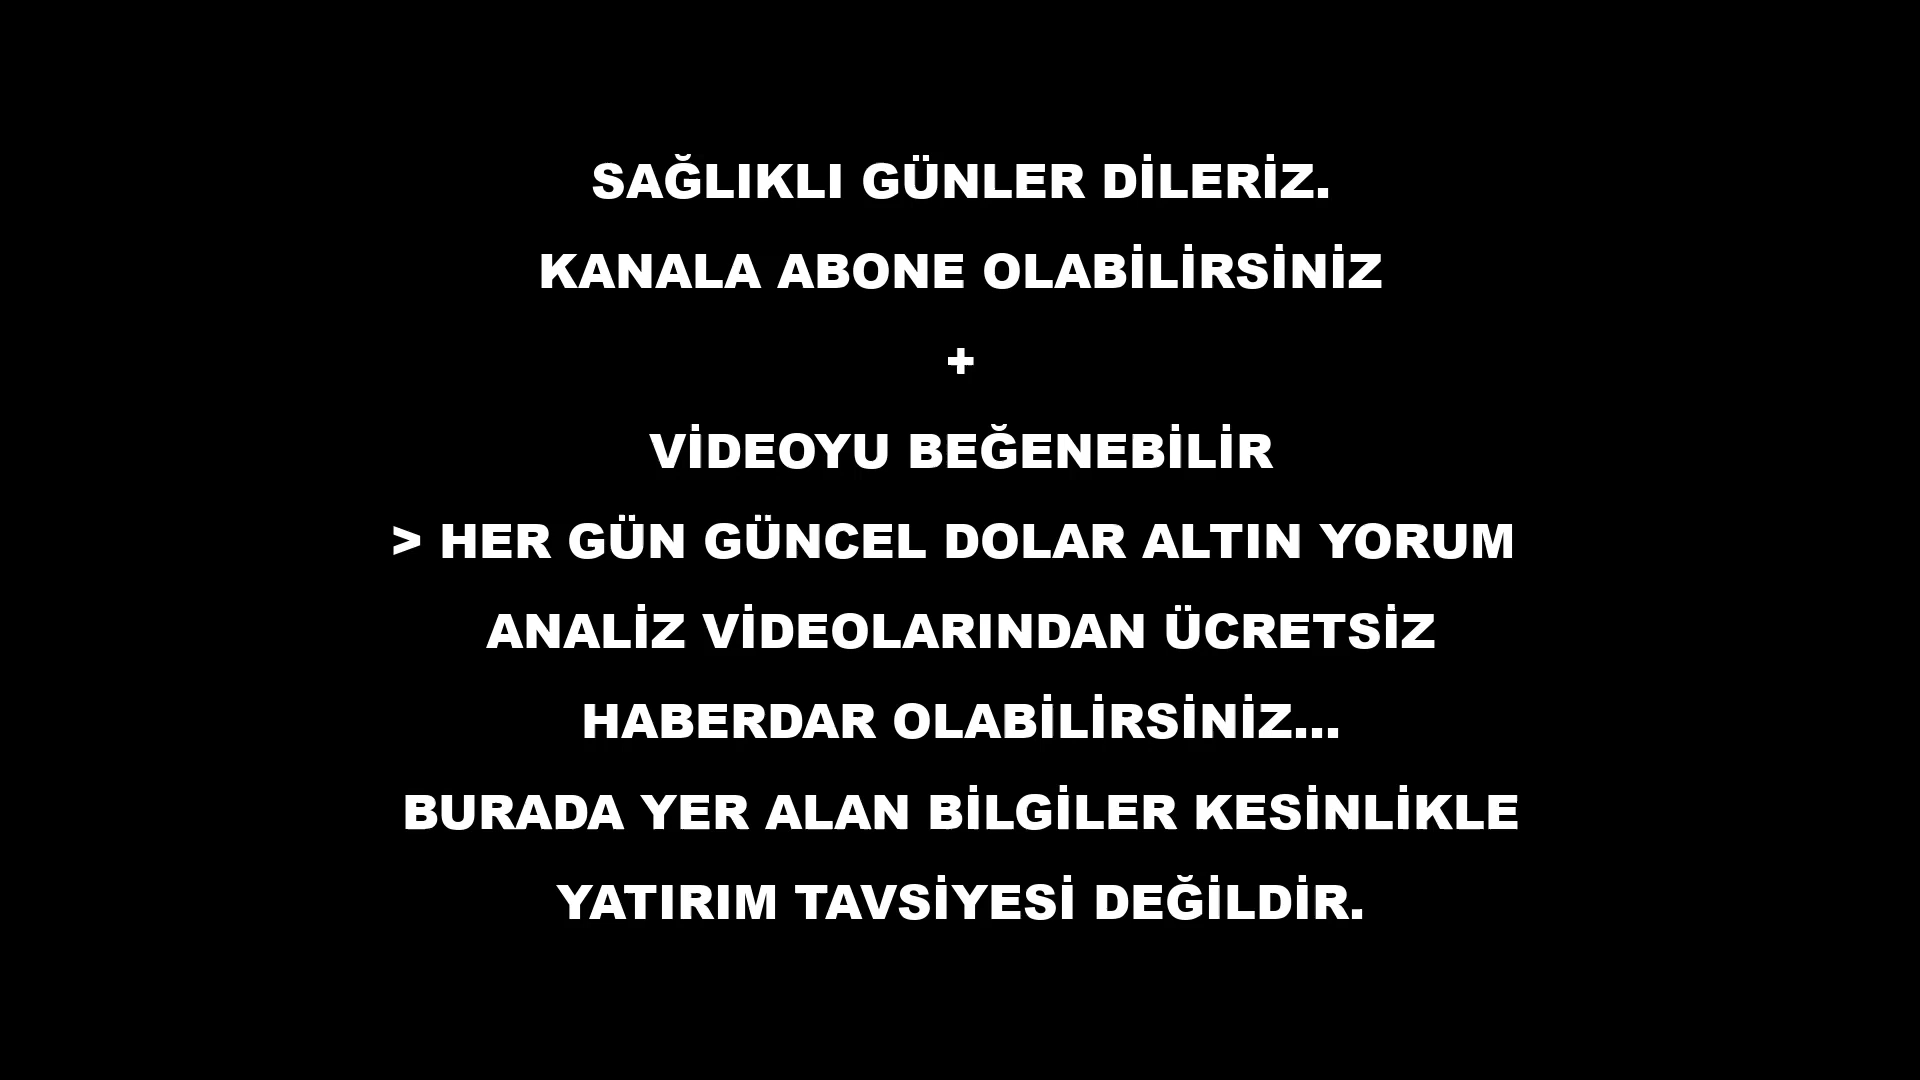 SAĞLIKLI GÜNLER DİLERİZ.
KANALA ABONE OLABİLİRSİNİZ
+
VİDEOYU BEĞENEBİLİR
> HER GÜN GÜNCEL DOLAR ALTIN YORUM
ANALİZ VİDEOLARINDAN ÜCRETSİZ
HABERDAR OLABİLİRSİNİZ...
BURADA YER ALAN BİLGİLER KESİNLİKLE
YATIRIM TAVSİYESİ DEĞİLDİR.